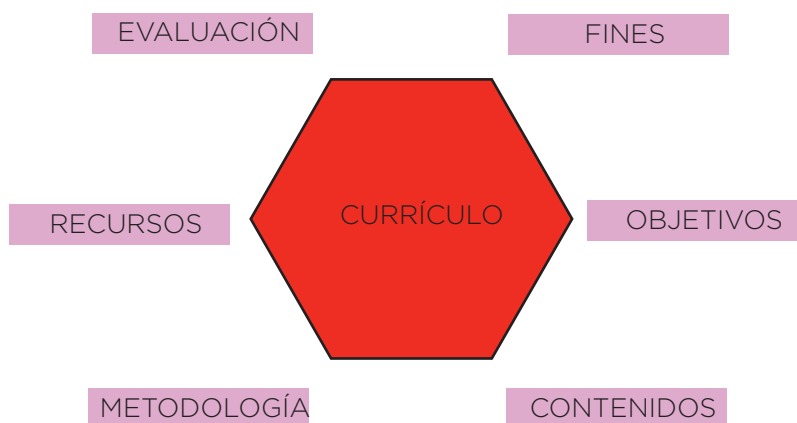 EVALUACIÓN
FINES
CURRÍCULO
RECURSOS
OBJETIVOS
METODOLOGÍA
CONTENIDOS